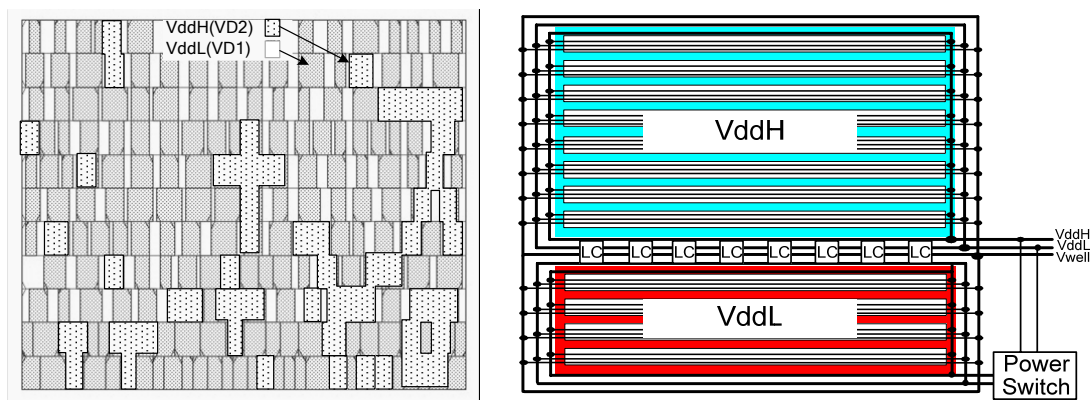 VddH(VD2)
VddL(VD1)
VddH
VddH
VddL
Vwell
LC LC LC LC LC LC LC LC
VddL
Power
Switch